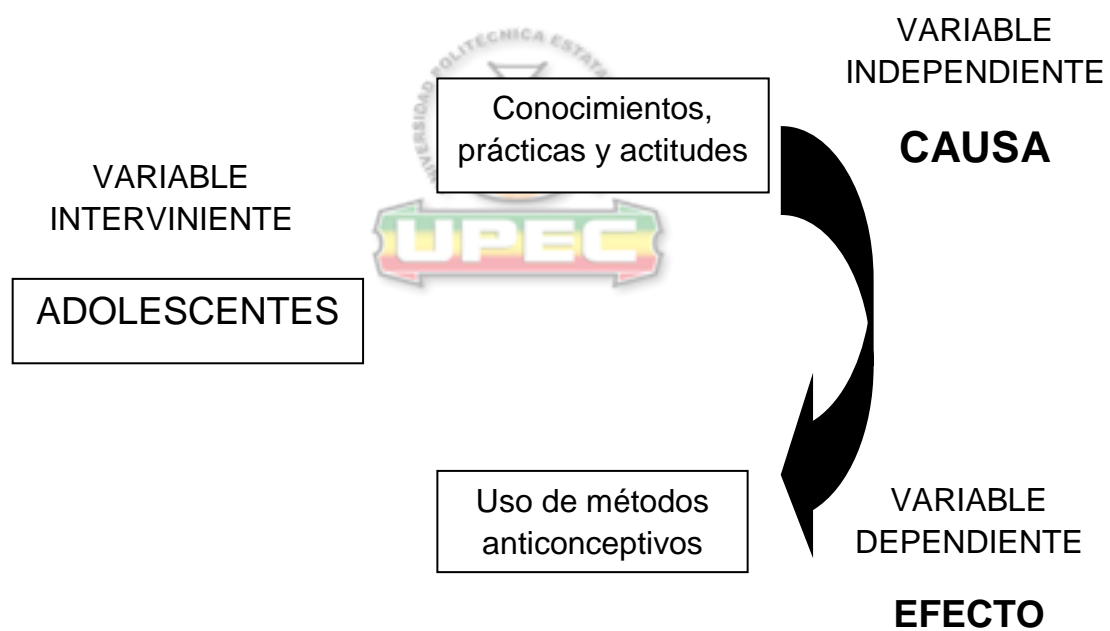 VARIABLE
INDEPENDIENTE
CAUSA
Conocimientos,
prácticas y actitudes
VARIABLE
INTERVINIENTE
UPEC
ADOLESCENTES
Uso de métodos
anticonceptivos
VARIABLE
DEPENDIENTE
EFECTO